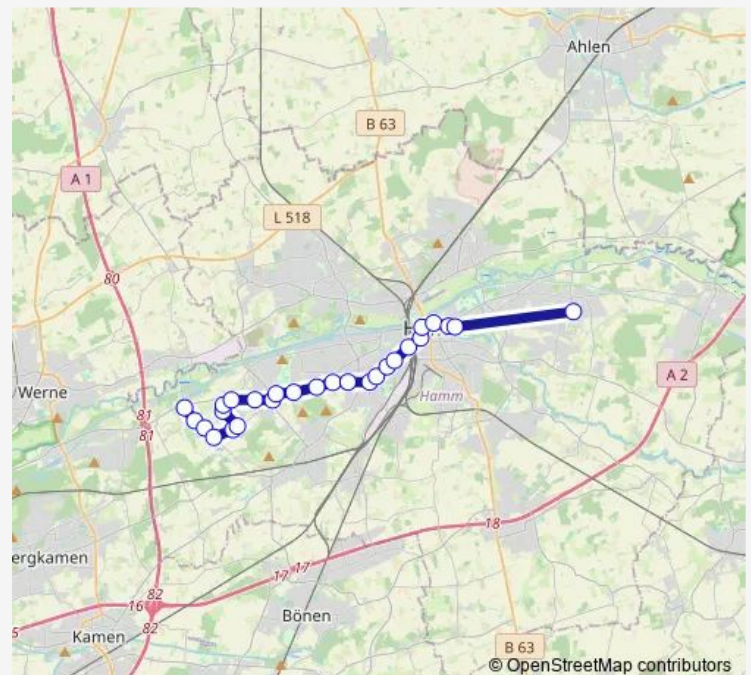 Ahlen
B 63
A 1
L 518
80
H
A 2
Werne
81
81
Hamm
18
ergkamen
17
17
82
16
Bönen
5
Kamen
82
B 63
© OpenStreetMap contributors